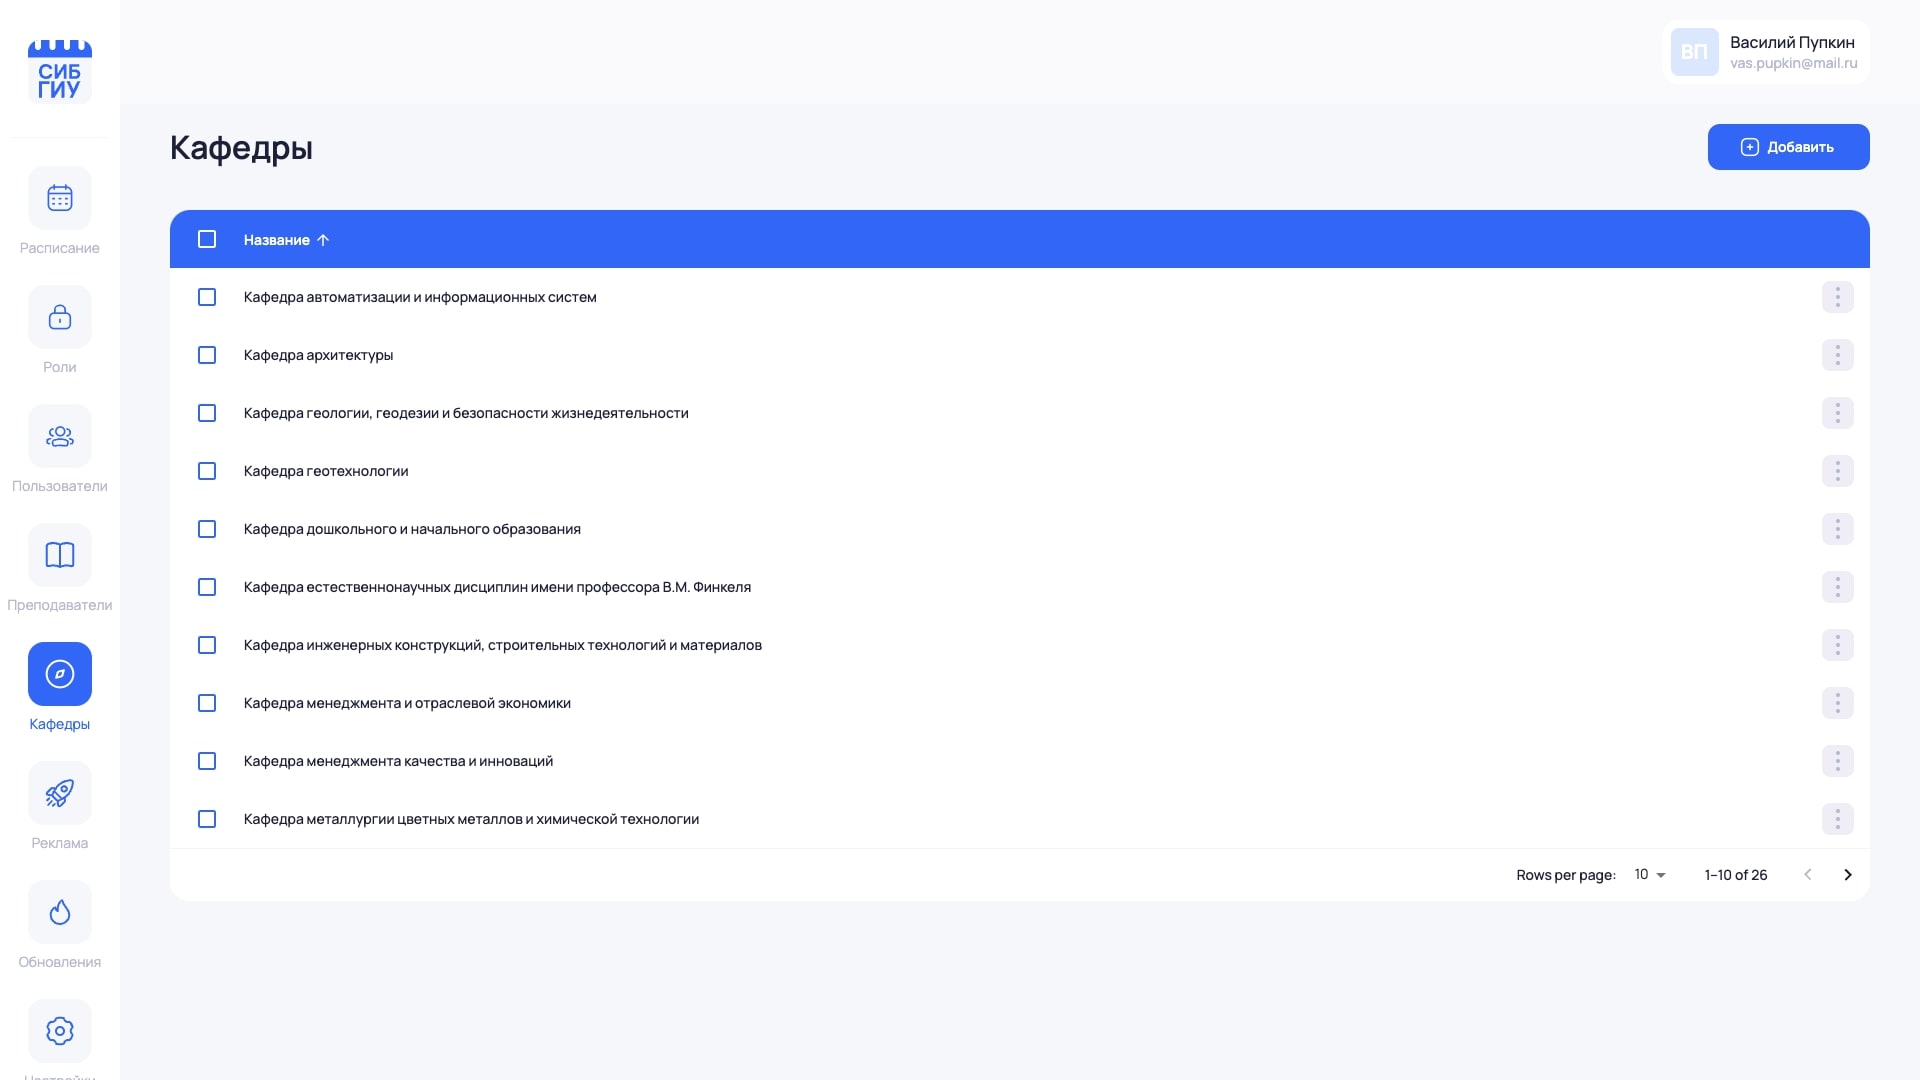 СИБ
ГИУ
ВП
Василий Пупкин
vas.pupkin@mail.ru
Расписание
Роли
Пользователи
Преподаватели
Кафедры
Реклама
Обновления
Настройки
Кафедры
Добавить
Название
Кафедра автоматизации и информационных систем
Кафедра архитектуры
Кафедра геологии, геодезии и безопасности жизнедеятельности
Кафедра геотехнологии
Кафедра дошкольного и начального образования
Кафедра естественнонаучных дисциплин имени профессора В.М. Финкеля
Кафедра инженерных конструкций, строительных технологий и материалов
Кафедра менеджмента и отраслевой экономики
Кафедра менеджмента качества и инноваций
Кафедра металлургии цветных металлов и химической технологии
Rows per page: 10 1–10 of 26